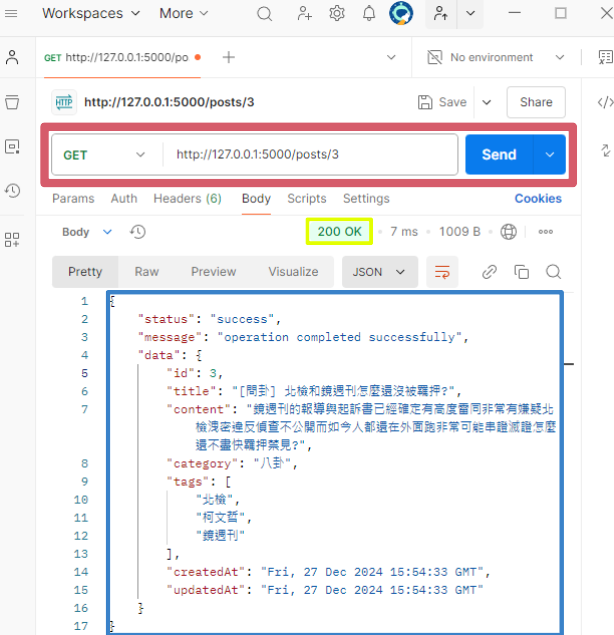 Workspaces More
GET http://127.0.0.1:5000/po No environment
HTTP http://127.0.0.1:5000/posts/3 Save Share
GET http://127.0.0.1:5000/posts/3 Send
Params Auth Headers (6) Body Scripts Settings Cookies
Body 200 OK 7 ms 1009 B
Pretty Raw Preview Visualize JSON
1 {
2 "status": "success",
3 "message": "operation completed successfully",
4 "data": {
5 "id": 3,
6 "title": "[問卦] 北檢和鏡週刊怎麼還沒被羈押?",
7 "content": "鏡週刊的報導與起訴書已經確定有高度雷同非常有嫌疑北
檢洩密違反偵查不公開而如今人都還在外面跑非常可能串證滅證怎麼
還不盡快羈押禁見?",
8 "category": "八卦",
9 "tags": [
10 "北檢",
11 "柯文哲",
12 "鏡週刊"
13 ],
14 "createdAt": "Fri, 27 Dec 2024 15:54:33 GMT",
15 "updatedAt": "Fri, 27 Dec 2024 15:54:33 GMT"
16 }
17 }